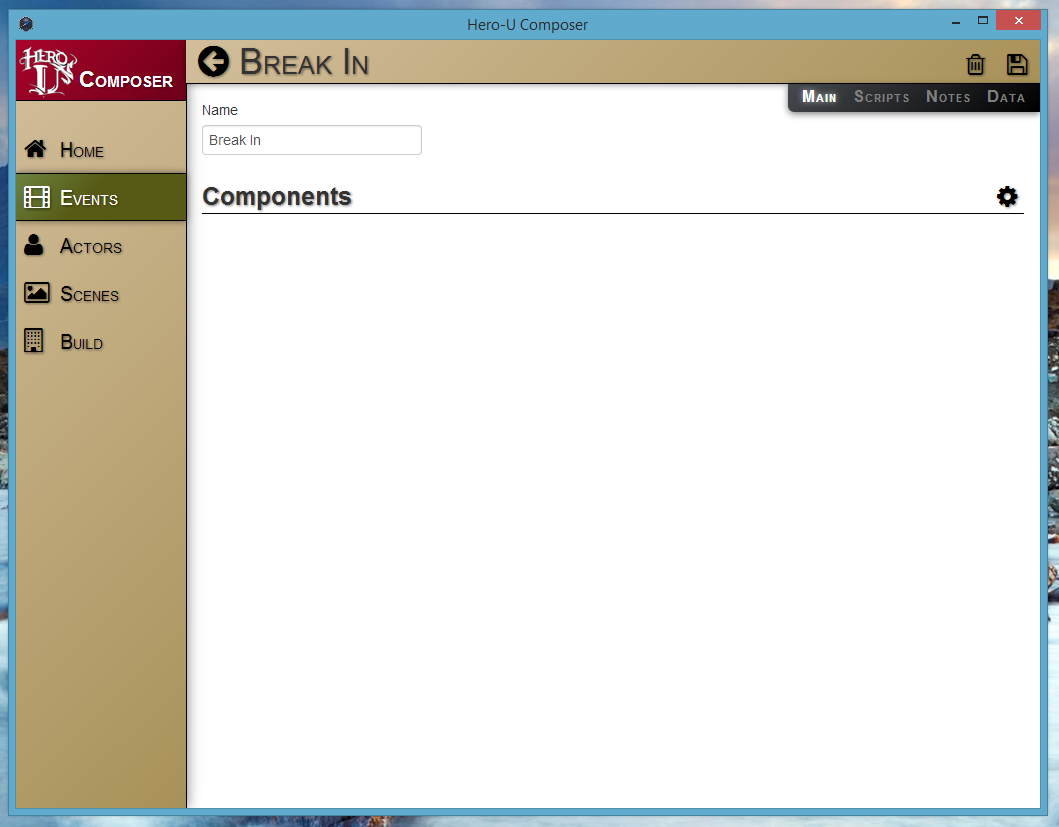 Hero-U Composer
HERO U
COMPOSER
BREAK IN
MAIN SCRIPTS NOTES DATA
HOME
EVENTS
ACTORS
SCENES
BUILD
Name
Break In
Components